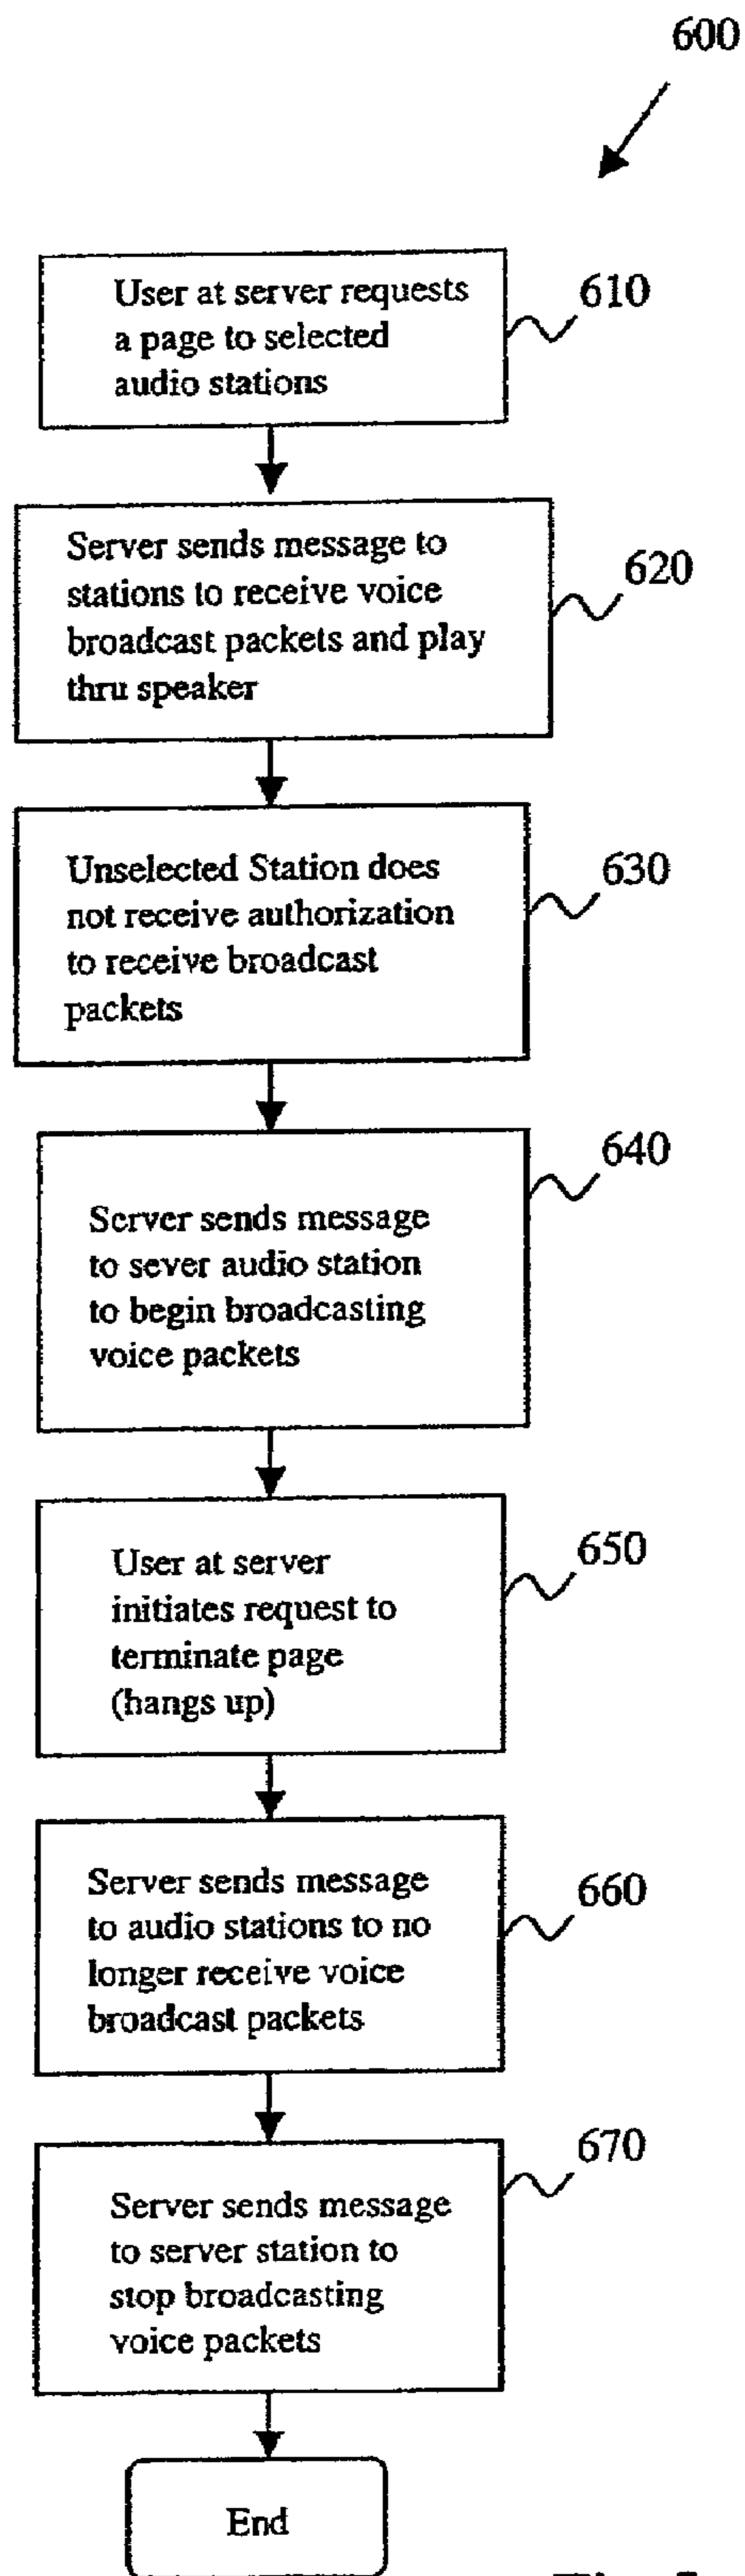 600
User at server requests
a page to selected
audio stations
610
Server sends message to
stations to receive voice
broadcast packets and play
thru speaker
620
Unselected Station does
not receive authorization
to receive broadcast
packets
630
Server sends message
to sever audio station
to begin broadcasting
voice packets
640
User at server
initiates request to
terminate page
(hangs up)
650
Server sends message
to audio stations to no
longer receive voice
broadcast packets
660
Server sends message
to server station to
stop broadcasting
voice packets
670
End